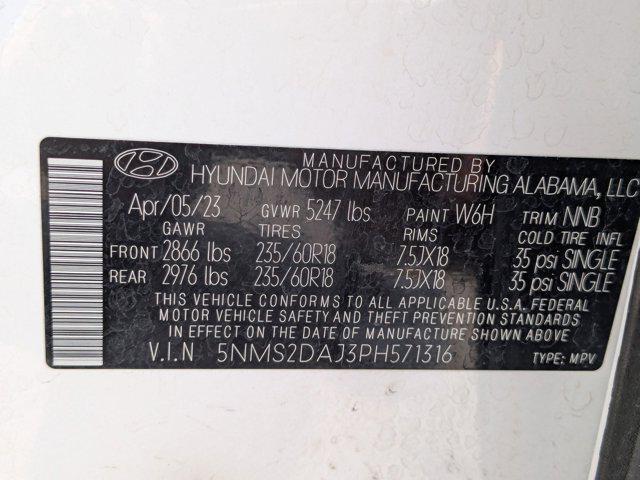 MANUFACTURED BY
HYUNDAI MOTOR MANUFACTURING ALABAMA, LLC
Apr/05/23 GVWR 5247 lbs PAINT W6H TRIM NNB
GAWR TIRES RIMS COLD TIRE INFL
FRONT 2866 lbs 235/60R18 7.5JX18 35 psi SINGLE
REAR 2976 lbs 235/60R18 7.5JX18 35 psi SINGLE
THIS VEHICLE CONFORMS TO ALL APPLICABLE U.S.A. FEDERAL
MOTOR VEHICLE SAFETY AND THEFT PREVENTION STANDARDS
IN EFFECT ON THE DATE OF MANUFACTURE SHOWN ABOVE.
V.I.N 5NMS2DAJ3PH571316 TYPE: MPV